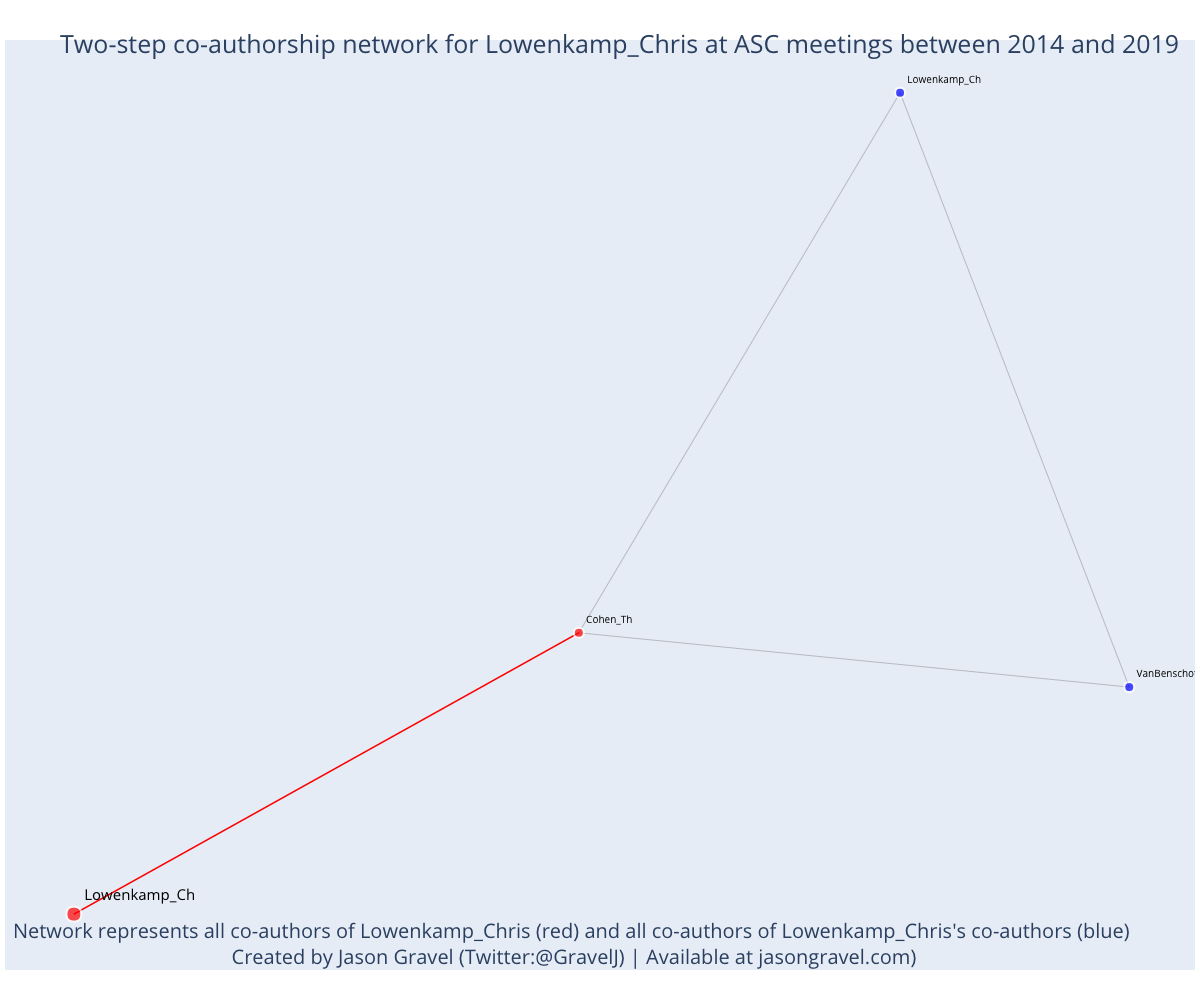 Two-step co-authorship network for Lowenkamp_Chris at ASC meetings between 2014 and 2019
Lowenkamp_Ch
Cohen_Th
VanBenscho
Lowenkamp_Ch
Network represents all co-authors of Lowenkamp_Chris (red) and all co-authors of Lowenkamp_Chris's co-authors (blue)
Created by Jason Gravel (Twitter:@GravelJ) | Available at jasongravel.com)